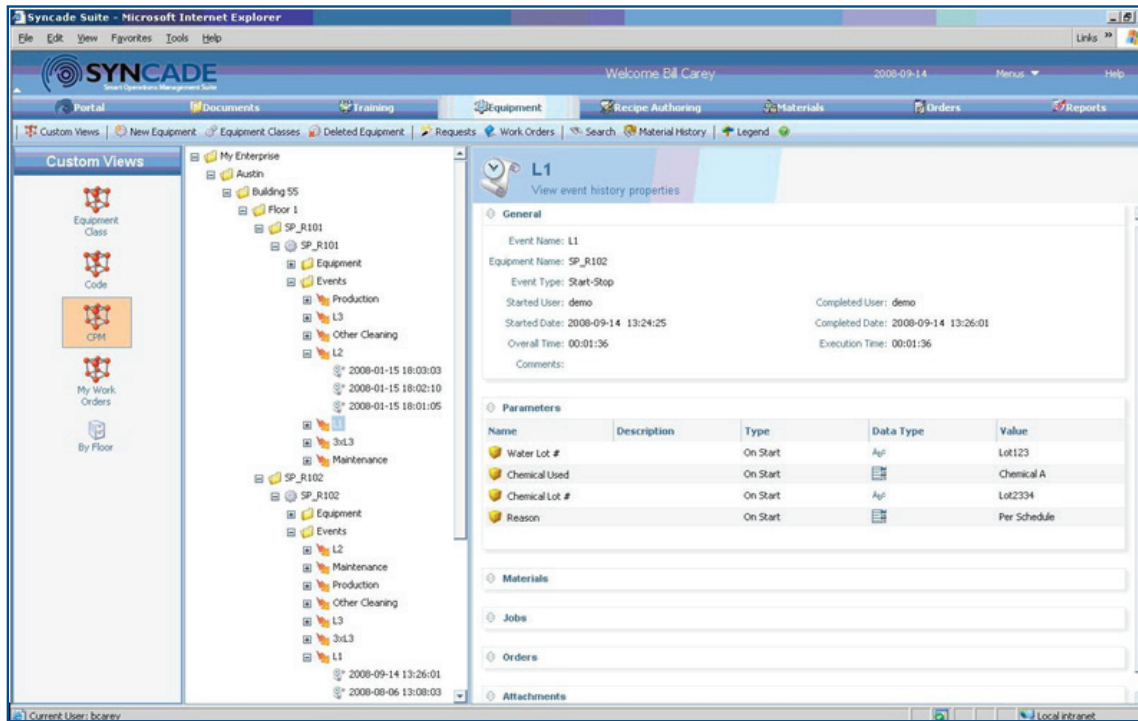 Syncade Suite - Microsoft Internet Explorer
File Edit View Favorites Tools Help Links »
SYNCADE
Smart Operations Management Suite
Welcome Bill Carey 2008-09-14 Menus Help
Portal Documents Training Equipment Recipe Authoring Materials Orders Reports
Custom Views New Equipment Equipment Classes Deleted Equipment Requests Work Orders Search Material History Legend
Custom Views
Equipment
Class
Code
CPM
My Work
Orders
By Floor
My Enterprise
Austin
Building 55
Floor 1
SP_R101
SP_R101
Equipment
Events
Production
L3
Other Cleaning
L2
2008-01-15 18:03:03
2008-01-15 18:02:10
2008-01-15 18:01:05
L1
3xL3
Maintenance
SP_R102
SP_R102
Equipment
Events
L2
Maintenance
Production
Other Cleaning
L3
3xL3
L1
2008-09-14 13:26:01
2008-08-06 13:08:03
L1
View event history properties
General
Event Name: L1
Equipment Name: SP_R102
Event Type: Start-Stop
Started User: demo Completed User: demo
Started Date: 2008-09-14 13:24:25 Completed Date: 2008-09-14 13:26:01
Overall Time: 00:01:36 Execution Time: 00:01:36
Comments:
Parameters
Name Description Type Data Type Value
Water Lot # On Start Lot123
Chemical Used On Start Chemical A
Chemical Lot # On Start Lot2334
Reason On Start Per Schedule
Materials
Jobs
Orders
Attachments
Current User: bcarey Local intranet